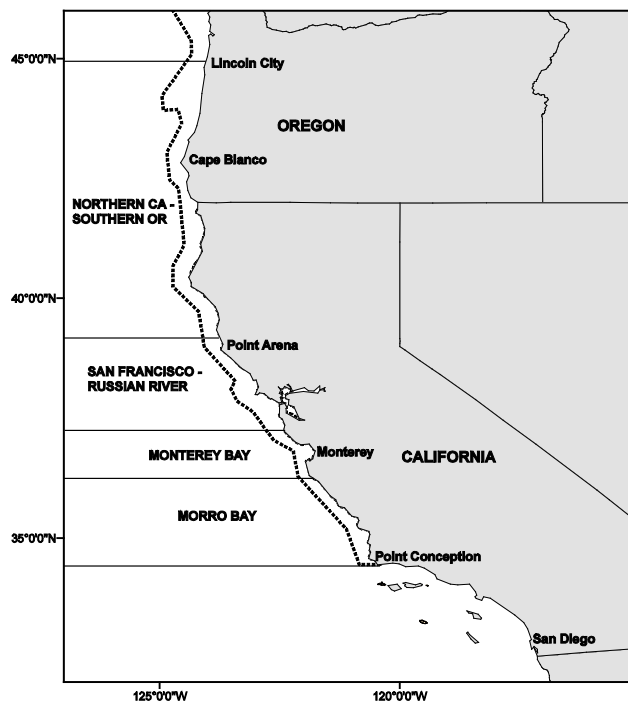 45°0'0"N
Lincoln City
OREGON
Cape Blanco
NORTHERN CA -
SOUTHERN OR
40°0'0"N
Point Arena
SAN FRANCISCO -
RUSSIAN RIVER
Monterey
MONTEREY BAY
CALIFORNIA
MORRO BAY
35°0'0"N
Point Conception
San Diego
125°0'0"W
120°0'0"W